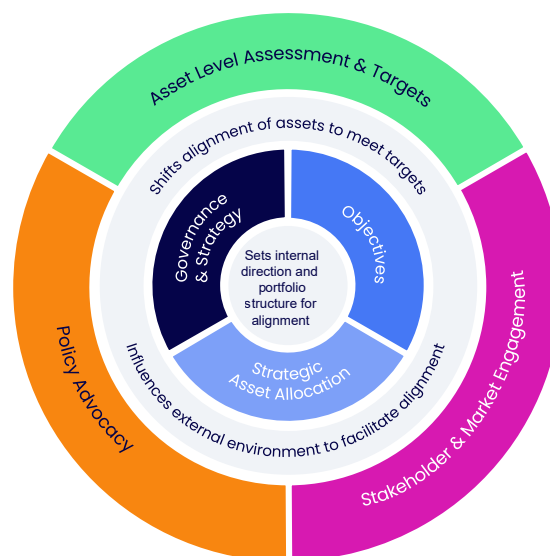 Asset Level Assessment & Targets
Shifts alignment of assets to meet targets
Governance
& Strategy
Objectives
Sets internal
direction and
portfolio
structure for
alignment
Strategic
Asset Allocation
Influences external environment to facilitate alignment
Policy Advocacy
Stakeholder & Market Engagement